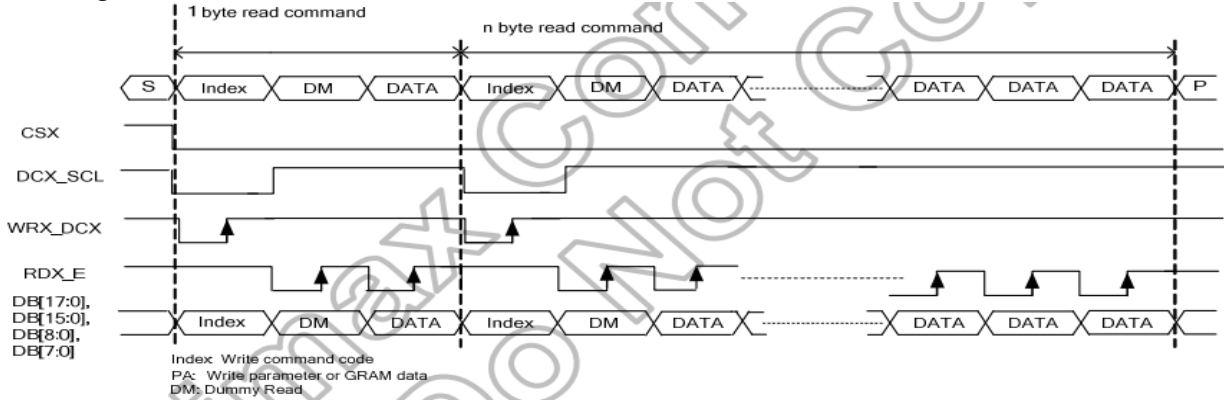 1 byte read command
n byte read command
S Index DM DATA Index DM DATA DATA DATA DATA P
CSX
DCX_SCL
WRX_DCX
RDX_E
DB[17:0],
DB[15:0],
DB[8:0],
DB[7:0]
Index DM DATA Index DM DATA DATA DATA DATA
Index Write command code
PA: Write parameter or GRAM data
DM: Dummy Read